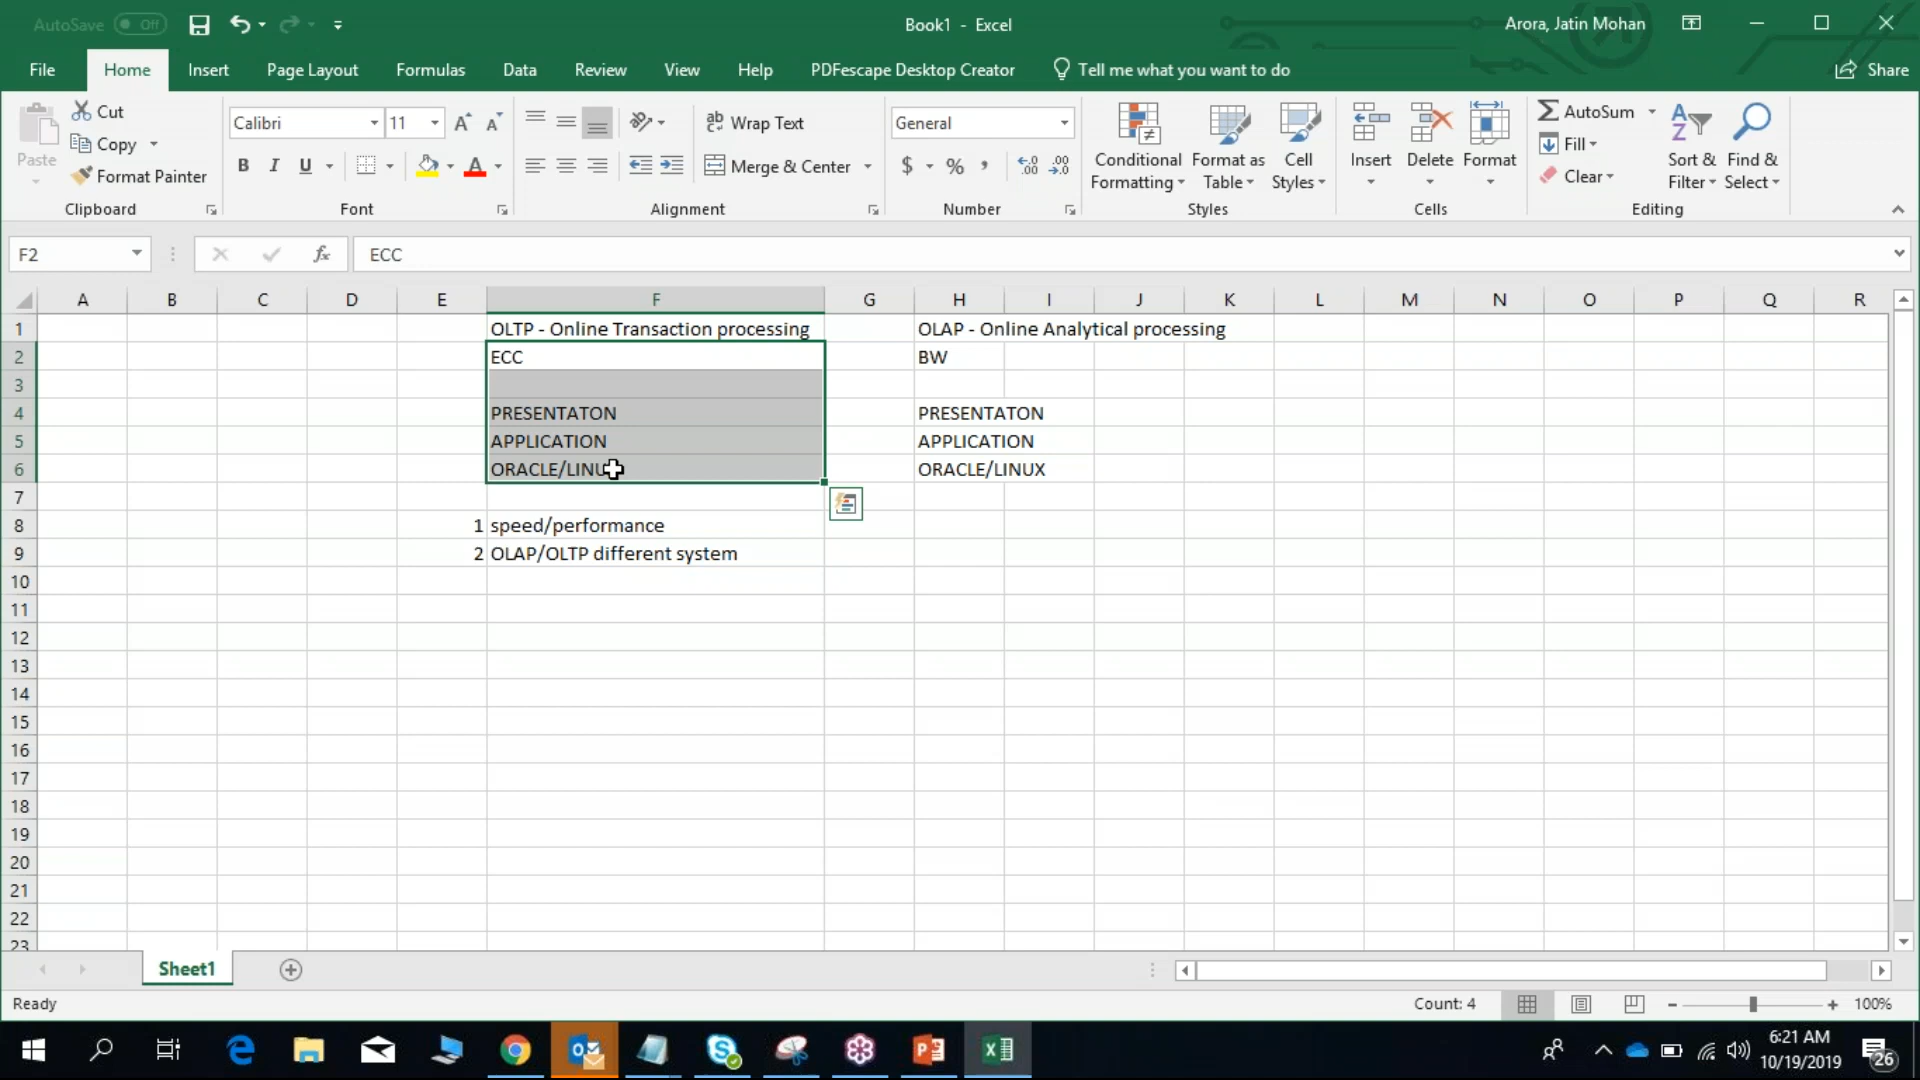 AutoSave Off
Book1 - Excel
Arora, Jatin Mohan
File Home Insert Page Layout Formulas Data Review View Help PDFescape Desktop Creator Tell me what you want to do Share
Paste
Cut
Copy
Format Painter
Clipboard
Calibri 11
B I U
Font
Wrap Text
Merge & Center
Alignment
General
$ % ,
Number
Conditional Formatting
Format as Table
Cell Styles
Styles
Insert Delete Format
Cells
AutoSum
Fill
Clear
Sort & Filter
Find & Select
Editing
F2 fx ECC
A B C D E F G H I J K L M N O P Q R
1 OLTP - Online Transaction processing OLAP - Online Analytical processing
2 ECC BW
3
4 PRESENTATON PRESENTATON
5 APPLICATION APPLICATION
6 ORACLE/LINU ORACLE/LINUX
7
8 1 speed/performance
9 2 OLAP/OLTP different system
10
11
12
13
14
15
16
17
18
19
20
21
22
23
Sheet1
Ready Count: 4 100%
6:21 AM
10/19/2019
26